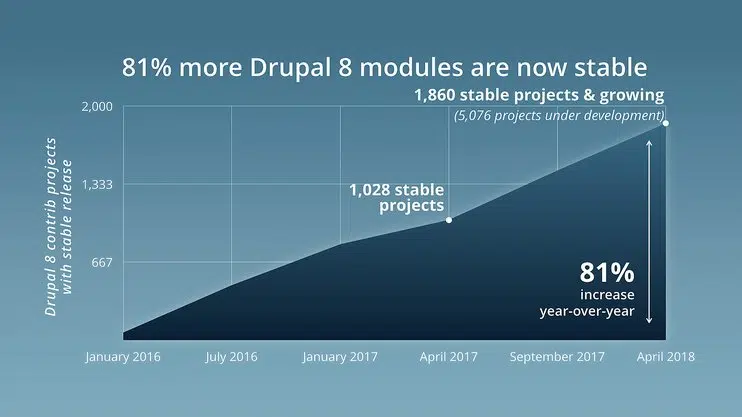 81% more Drupal 8 modules are now stable
1,860 stable projects & growing
(5,076 projects under development)
2,000
1,333
667
Drupal 8 contrib projects
with stable release
1,028 stable
projects
81%
increase
year-over-year
January 2016
July 2016
January 2017
April 2017
September 2017
April 2018